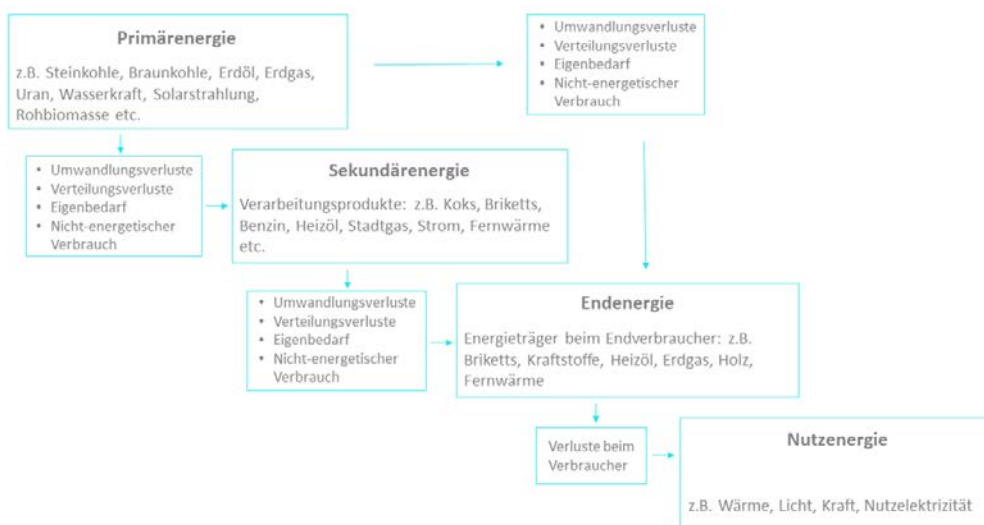 Primärenergie
z.B. Steinkohle, Braunkohle, Erdöl, Erdgas,
Uran, Wasserkraft, Solarstrahlung,
Rohbiomasse etc.
• Umwandlungsverluste
• Verteilungsverluste
• Eigenbedarf
• Nicht-energetischer
Verbrauch
• Umwandlungsverluste
• Verteilungsverluste
• Eigenbedarf
• Nicht-energetischer
Verbrauch
Sekundärenergie
Verarbeitungsprodukte: z.B. Koks, Briketts,
Benzin, Heizöl, Stadtgas, Strom, Fernwärme
etc.
• Umwandlungsverluste
• Verteilungsverluste
• Eigenbedarf
• Nicht-energetischer
Verbrauch
Endenergie
Energieträger beim Endverbraucher: z.B.
Briketts, Kraftstoffe, Heizöl, Erdgas, Holz,
Fernwärme
Verluste beim
Verbraucher
Nutzenergie
z.B. Wärme, Licht, Kraft, Nutzelektrizität